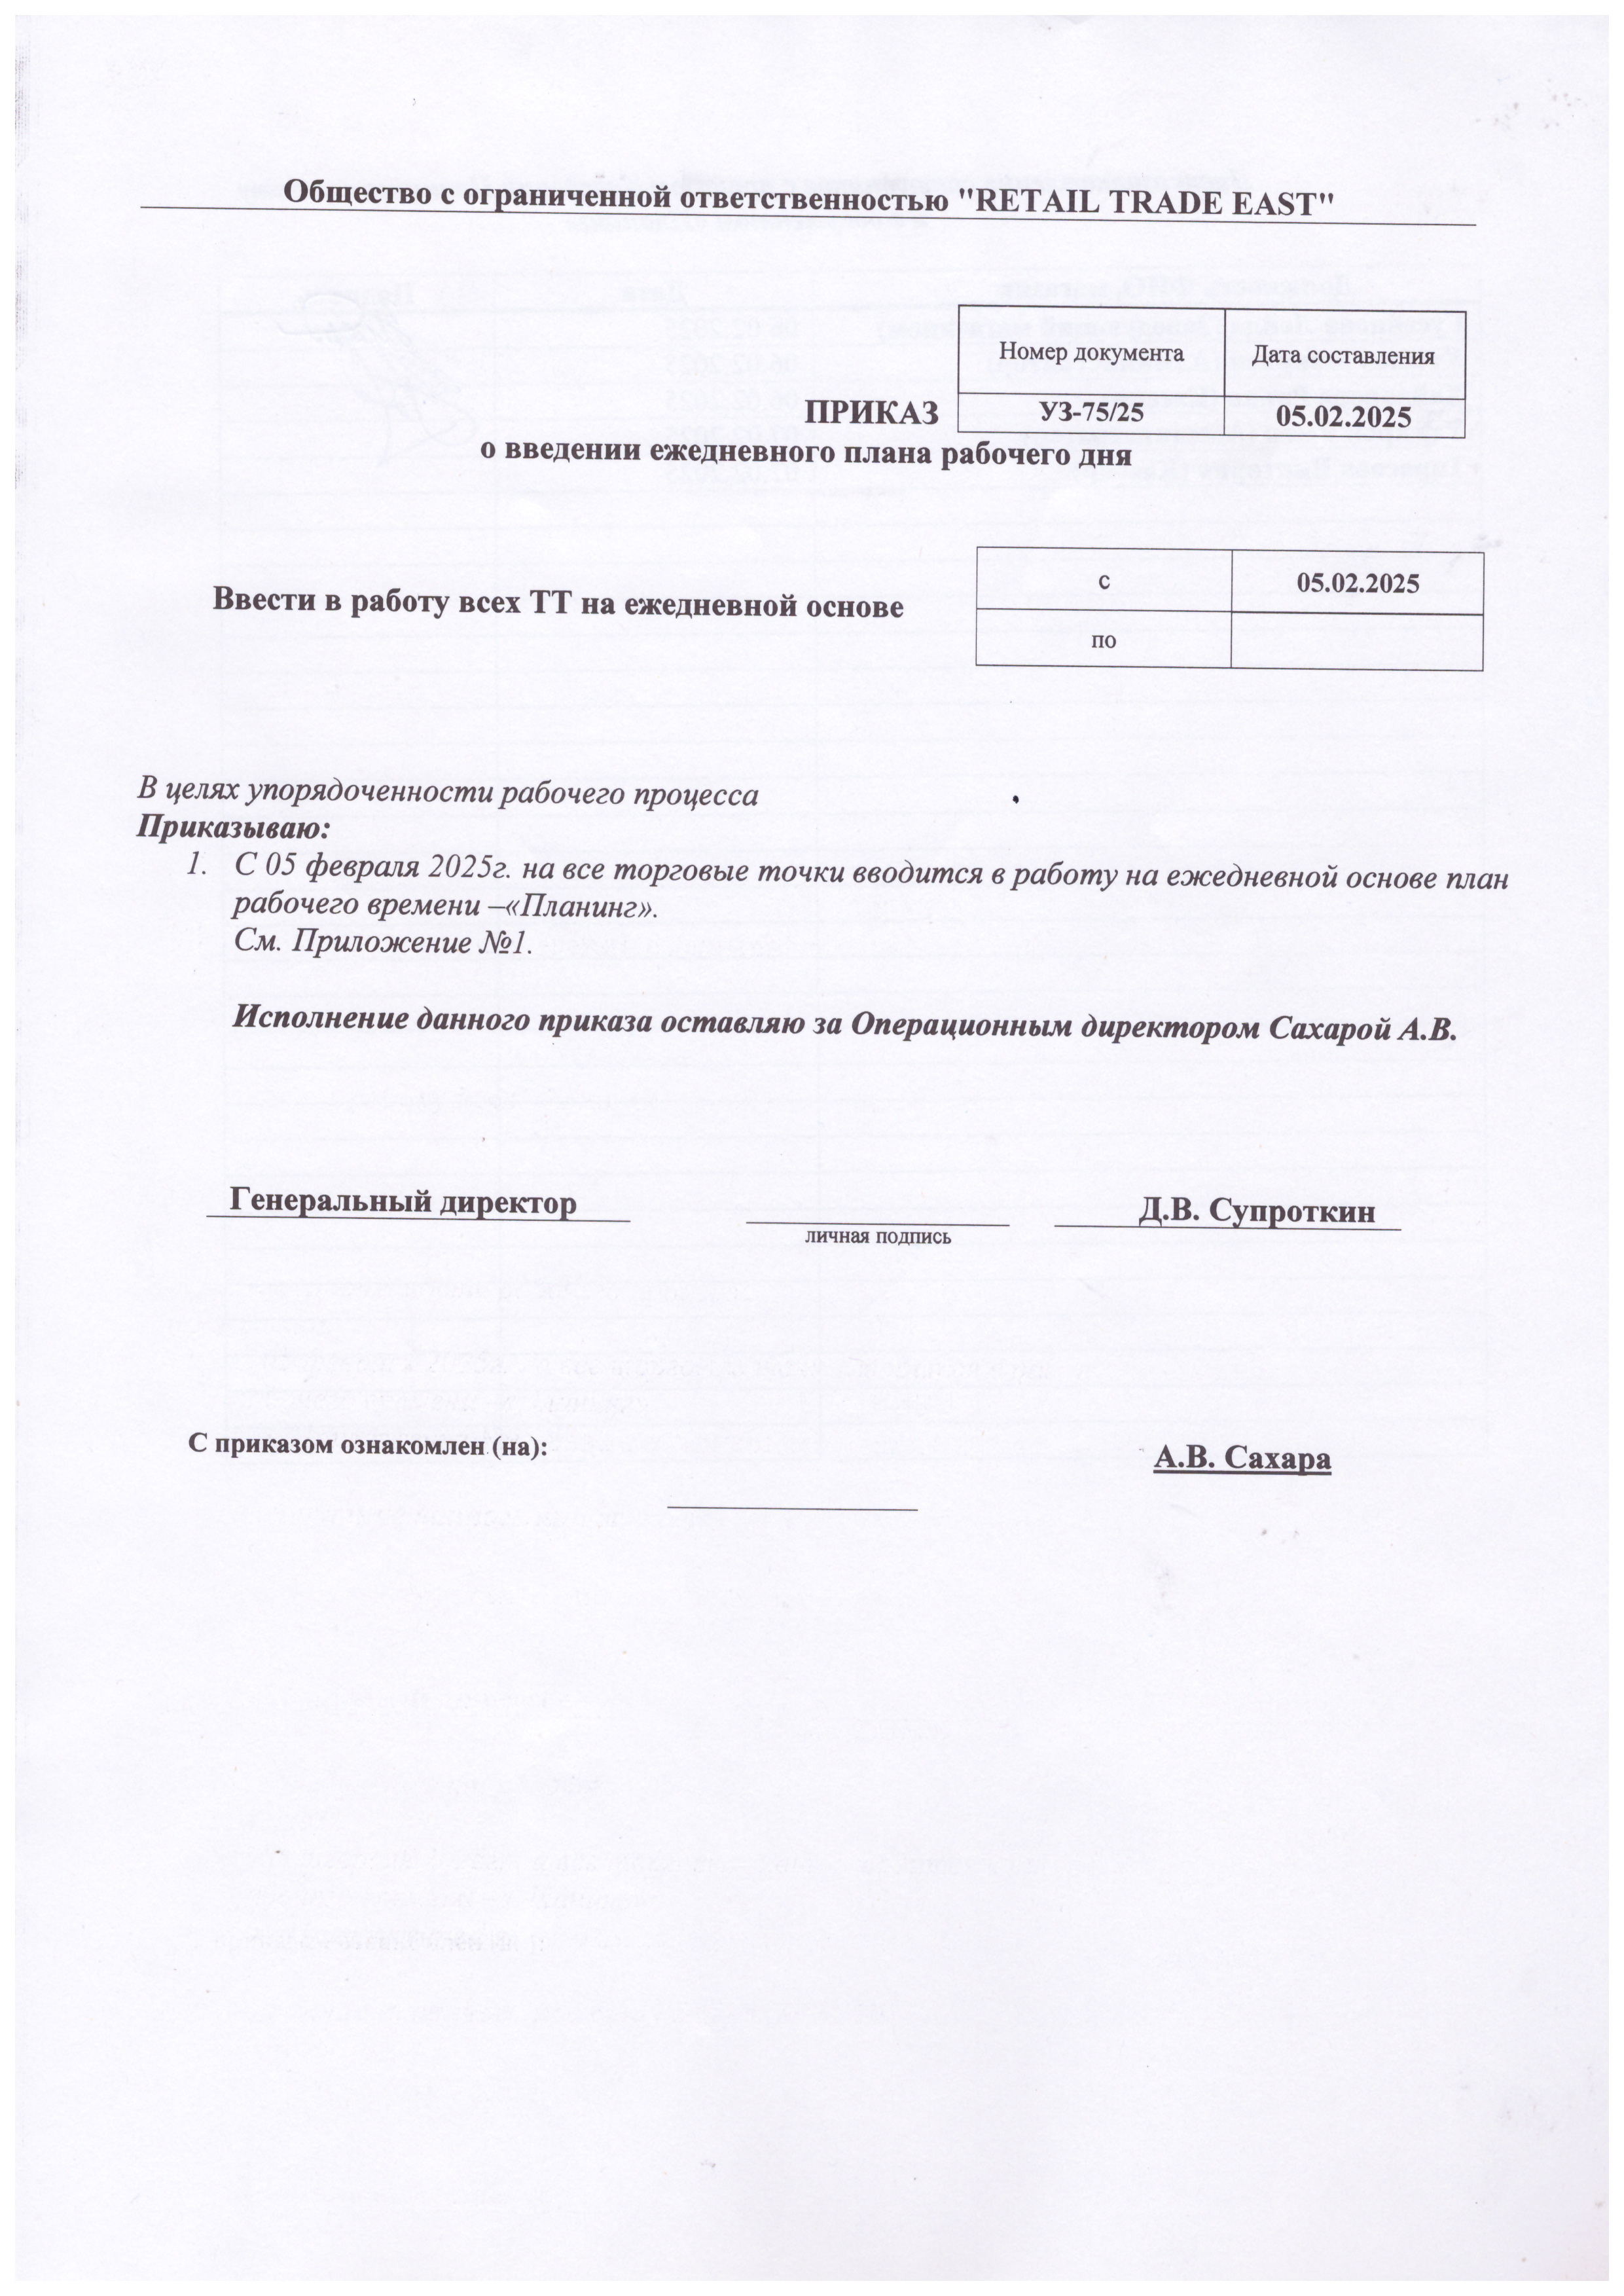 Общество с ограниченной ответственностью "RETAIL TRADE EAST"
Номер документа Дата составления
ПРИКАЗ УЗ-75/25 05.02.2025
о введении ежедневного плана рабочего дня
с 05.02.2025
Ввести в работу всех ТТ на ежедневной основе
по
В целях упорядоченности рабочего процесса
Приказываю:
1. С 05 февраля 2025г. на все торговые точки вводится в работу на ежедневной основе план
рабочего времени –«Планинг».
См. Приложение №1.
Исполнение данного приказа оставляю за Операционным директором Сахарой А.В.
Генеральный директор Д.В. Супроткин
личная подпись
С приказом ознакомлен (на): А.В. Сахара